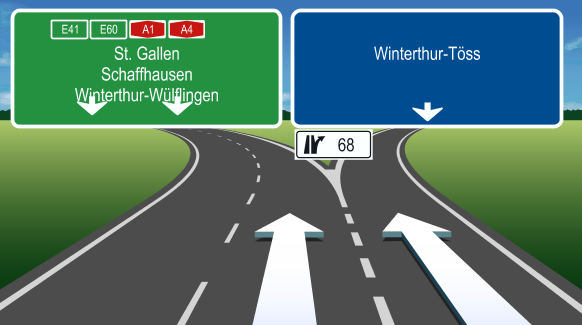 E41 E60 A1 A4
St. Gallen
Schaffhausen
Winterthur-Wülflingen
Winterthur-Töss
68